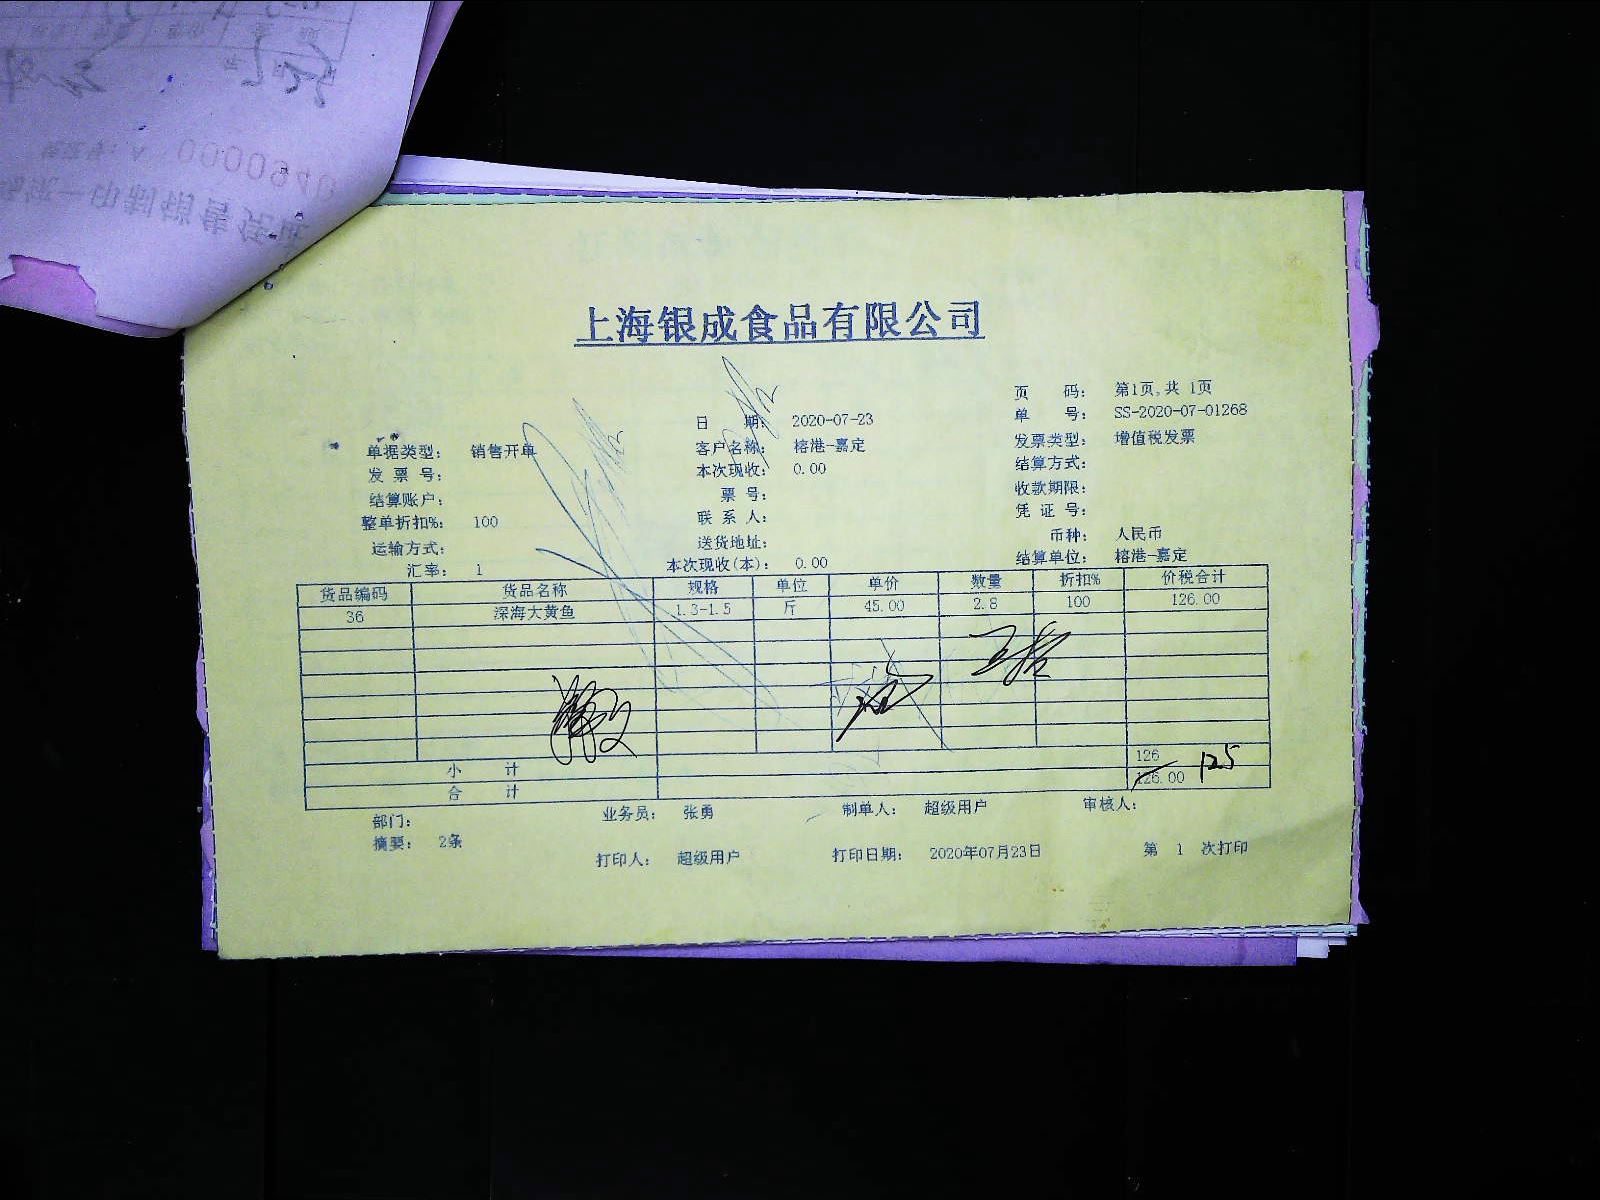 上海银成食品有限公司
页 码： 第1页,共 1页
日 期： 2020-07-23 单 号： SS-2020-07-01268
单据类型： 销售开单 客户名称： 榕港-嘉定 发票类型： 增值税发票
发 票 号： 本次现收： 0.00 结算方式：
结算账户： 票 号： 收款期限：
整单折扣%： 100 联 系 人： 凭 证 号：
运输方式： 送货地址： 币种： 人民币
汇率： 1 本次现收(本)： 0.00 结算单位： 榕港-嘉定
货品编码 货品名称 规格 单位 单价 数量 折扣% 价税合计
36 深海大黄鱼 1.3-1.5 斤 45.00 2.8 100 126.00
小 计 126
合 计 126.00 125
部门： 业务员： 张勇 制单人： 超级用户 审核人：
摘要： 2条 打印人： 超级用户 打印日期： 2020年07月23日 第 1 次打印